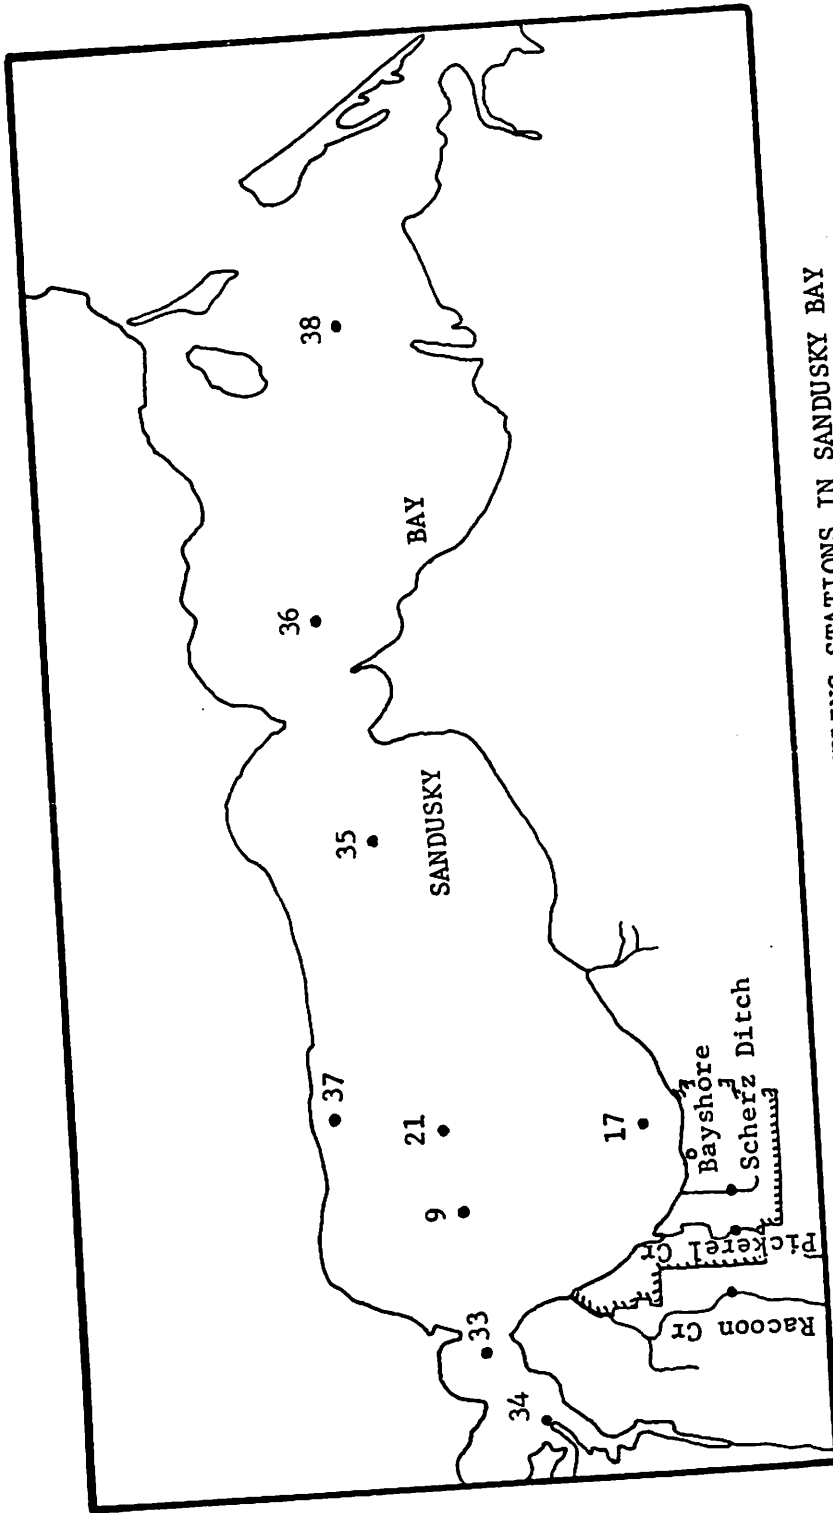 38
36
BAY
35
SANDUSKY
37
21
17
9
Bayshore
Scherz Ditch
Pickerel Cr
Racoon Cr
33
34
STATIONS IN SANDUSKY BAY